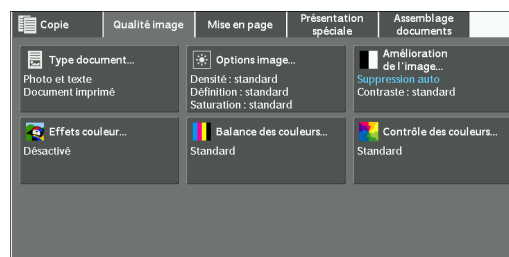 Copie
Qualité image
Mise en page
Présentation
spéciale
Assemblage
documents
Type document...
Photo et texte
Document imprimé
Options image...
Densité : standard
Définition : standard
Saturation : standard
Amélioration
de l'image...
Suppression auto
Contraste : standard
Effets couleur...
Désactivé
Balance des couleurs...
Standard
Contrôle des couleurs...
Standard